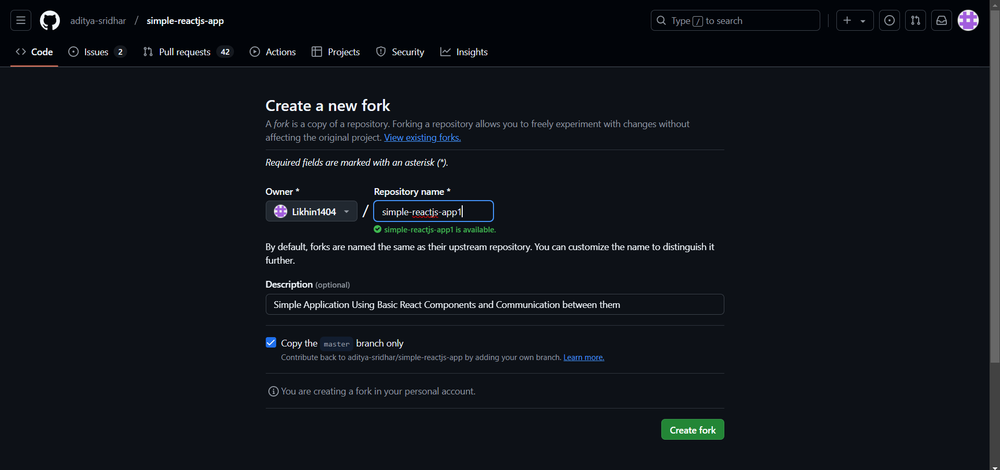 aditya-sridhar / simple-reactjs-app
Type / to search
Code
Issues 2
Pull requests 42
Actions
Projects
Security
Insights
Create a new fork
A fork is a copy of a repository. Forking a repository allows you to freely experiment with changes without
affecting the original project. View existing forks.
Required fields are marked with an asterisk (*).
Owner *
Repository name *
Likhin1404
/
simple-reactjs-app1
simple-reactjs-app1 is available.
By default, forks are named the same as their upstream repository. You can customize the name to distinguish it
further.
Description (optional)
Simple Application Using Basic React Components and Communication between them
Copy the master branch only
Contribute back to aditya-sridhar/simple-reactjs-app by adding your own branch. Learn more.
You are creating a fork in your personal account.
Create fork